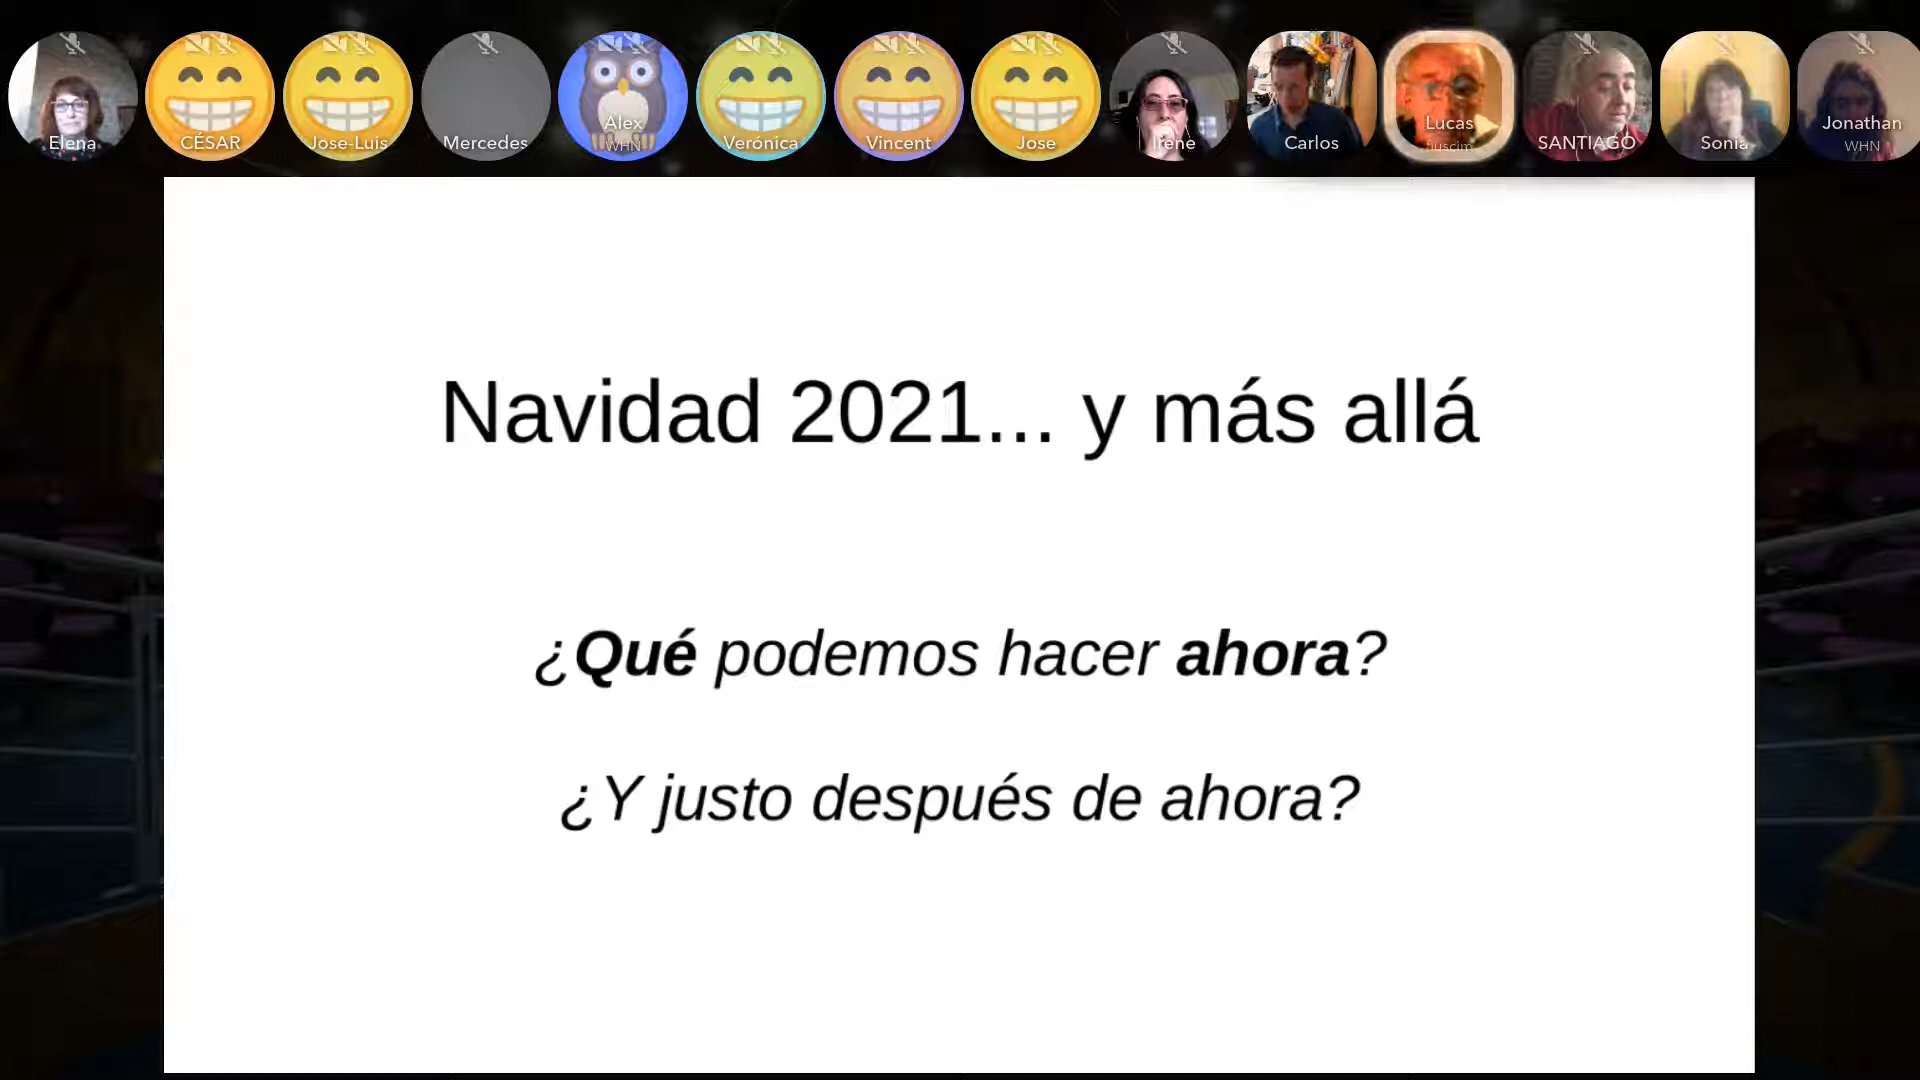 Elena
CÉSAR
Jose-Luis
Mercedes
Alex
WHN
Verónica
Vincent
Jose
Irene
Carlos
Lucas
SANTIAGO
Sonia
Jonathan
WHN
Navidad 2021... y más allá
¿Qué podemos hacer ahora?
¿Y justo después de ahora?